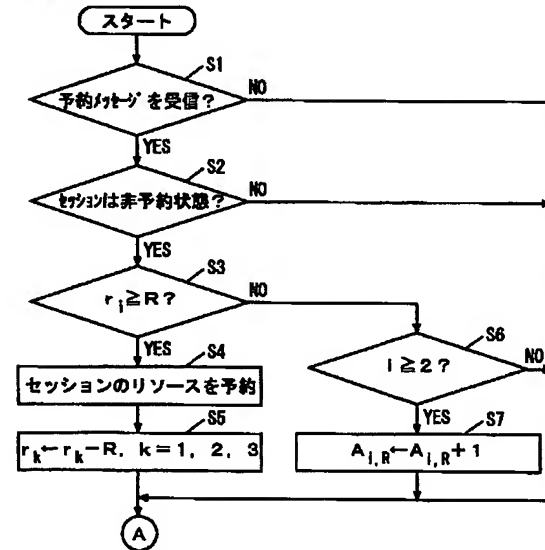 スタート
S1
予約メッセージを受信?
NO
YES
S2
セッションは非予約状態?
NO
YES
S3
r_i≧R?
NO
YES
S4
セッションのリソースを予約
S5
r_k←r_k−R, k=1, 2, 3
S6
i≧2?
NO
YES
S7
A_{i,R}←A_{i,R}+1
A